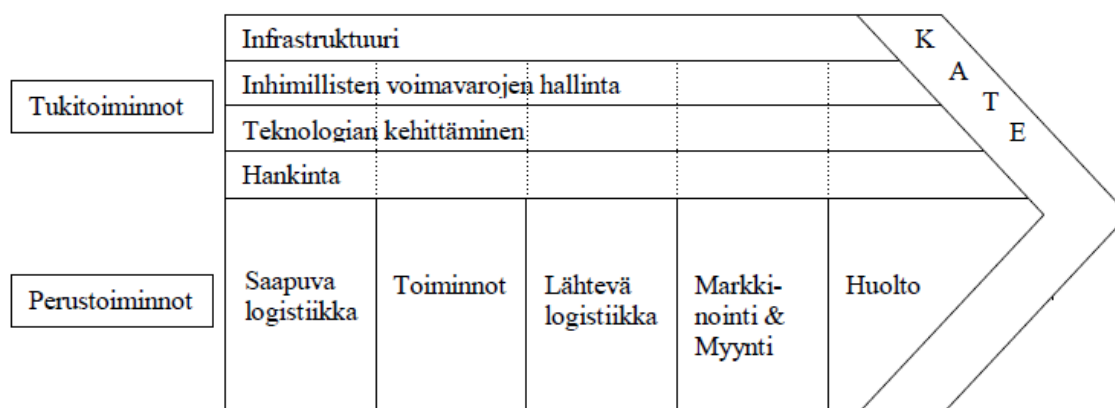 Infrastruktuuri
K
A
T
E
Tukitoiminnot
Inhimillisten voimavarojen hallinta
Teknologian kehittäminen
Hankinta
Perustoiminnot
Saapuva
logistiikka
Toiminnot
Lähtevä
logistiikka
Markki-
nointi &
Myynti
Huolto